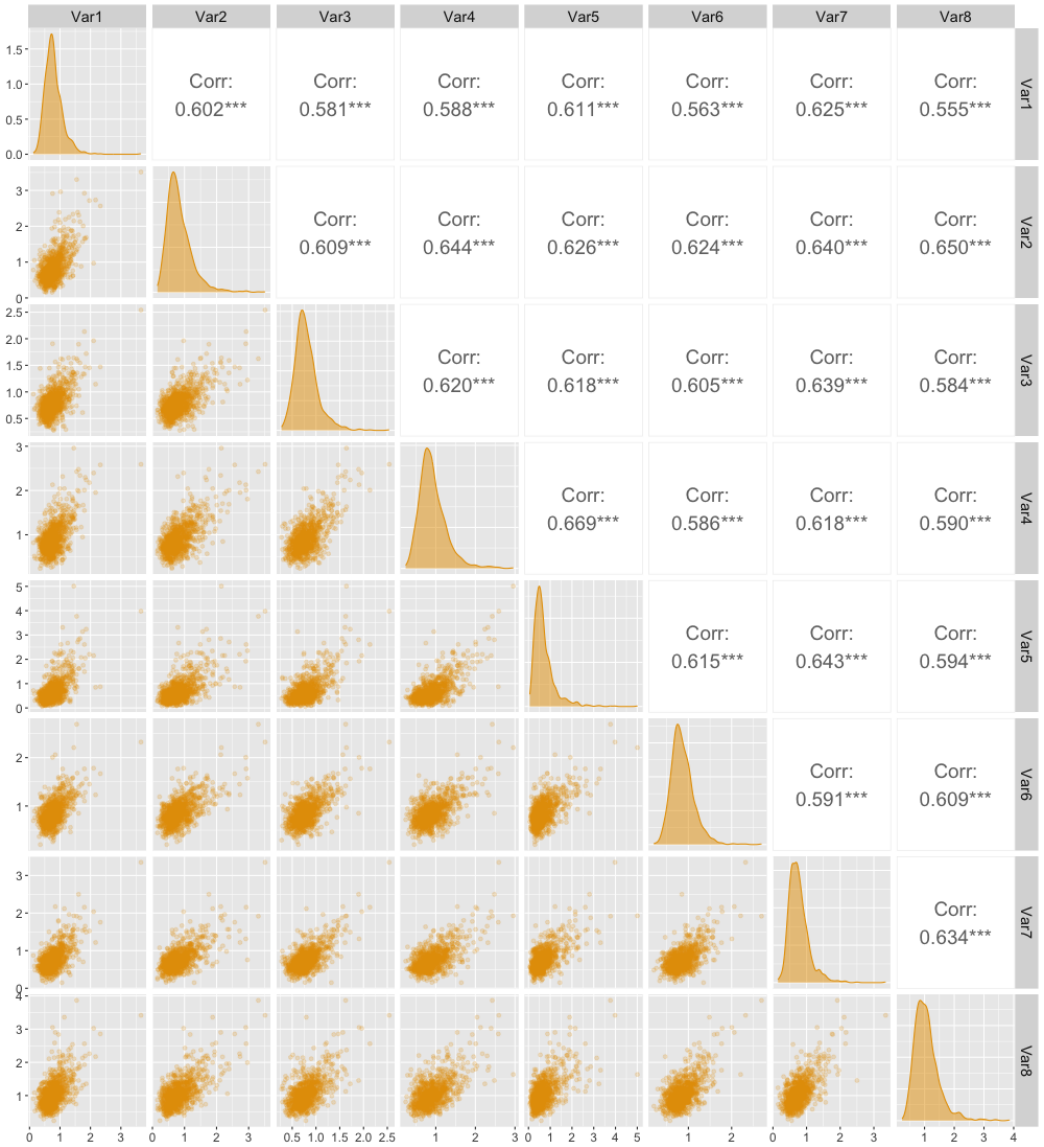 Var1 Var2 Var3 Var4 Var5 Var6 Var7 Var8
1.5
1.0
0.5
0.0
Corr: Corr: Corr: Corr: Corr: Corr: Corr:
0.602*** 0.581*** 0.588*** 0.611*** 0.563*** 0.625*** 0.555***
Var1
3
2
1
0
Corr: Corr: Corr: Corr: Corr: Corr:
0.609*** 0.644*** 0.626*** 0.624*** 0.640*** 0.650***
Var2
2.5
2.0
1.5
1.0
0.5
Corr: Corr: Corr: Corr: Corr:
0.620*** 0.618*** 0.605*** 0.639*** 0.584***
Var3
3
2
1
Corr: Corr: Corr: Corr:
0.669*** 0.586*** 0.618*** 0.590***
Var4
5
4
3
2
1
0
Corr: Corr: Corr:
0.615*** 0.643*** 0.594***
Var5
2
1
Corr: Corr:
0.591*** 0.609***
Var6
3
2
1
0
Corr:
0.634***
Var7
4
3
2
1
Var8
0 1 2 3 0 1 2 3 0.5 1.0 1.5 2.0 2.5 1 2 3 0 1 2 3 4 5 1 2 0 1 2 3 1 2 3 4